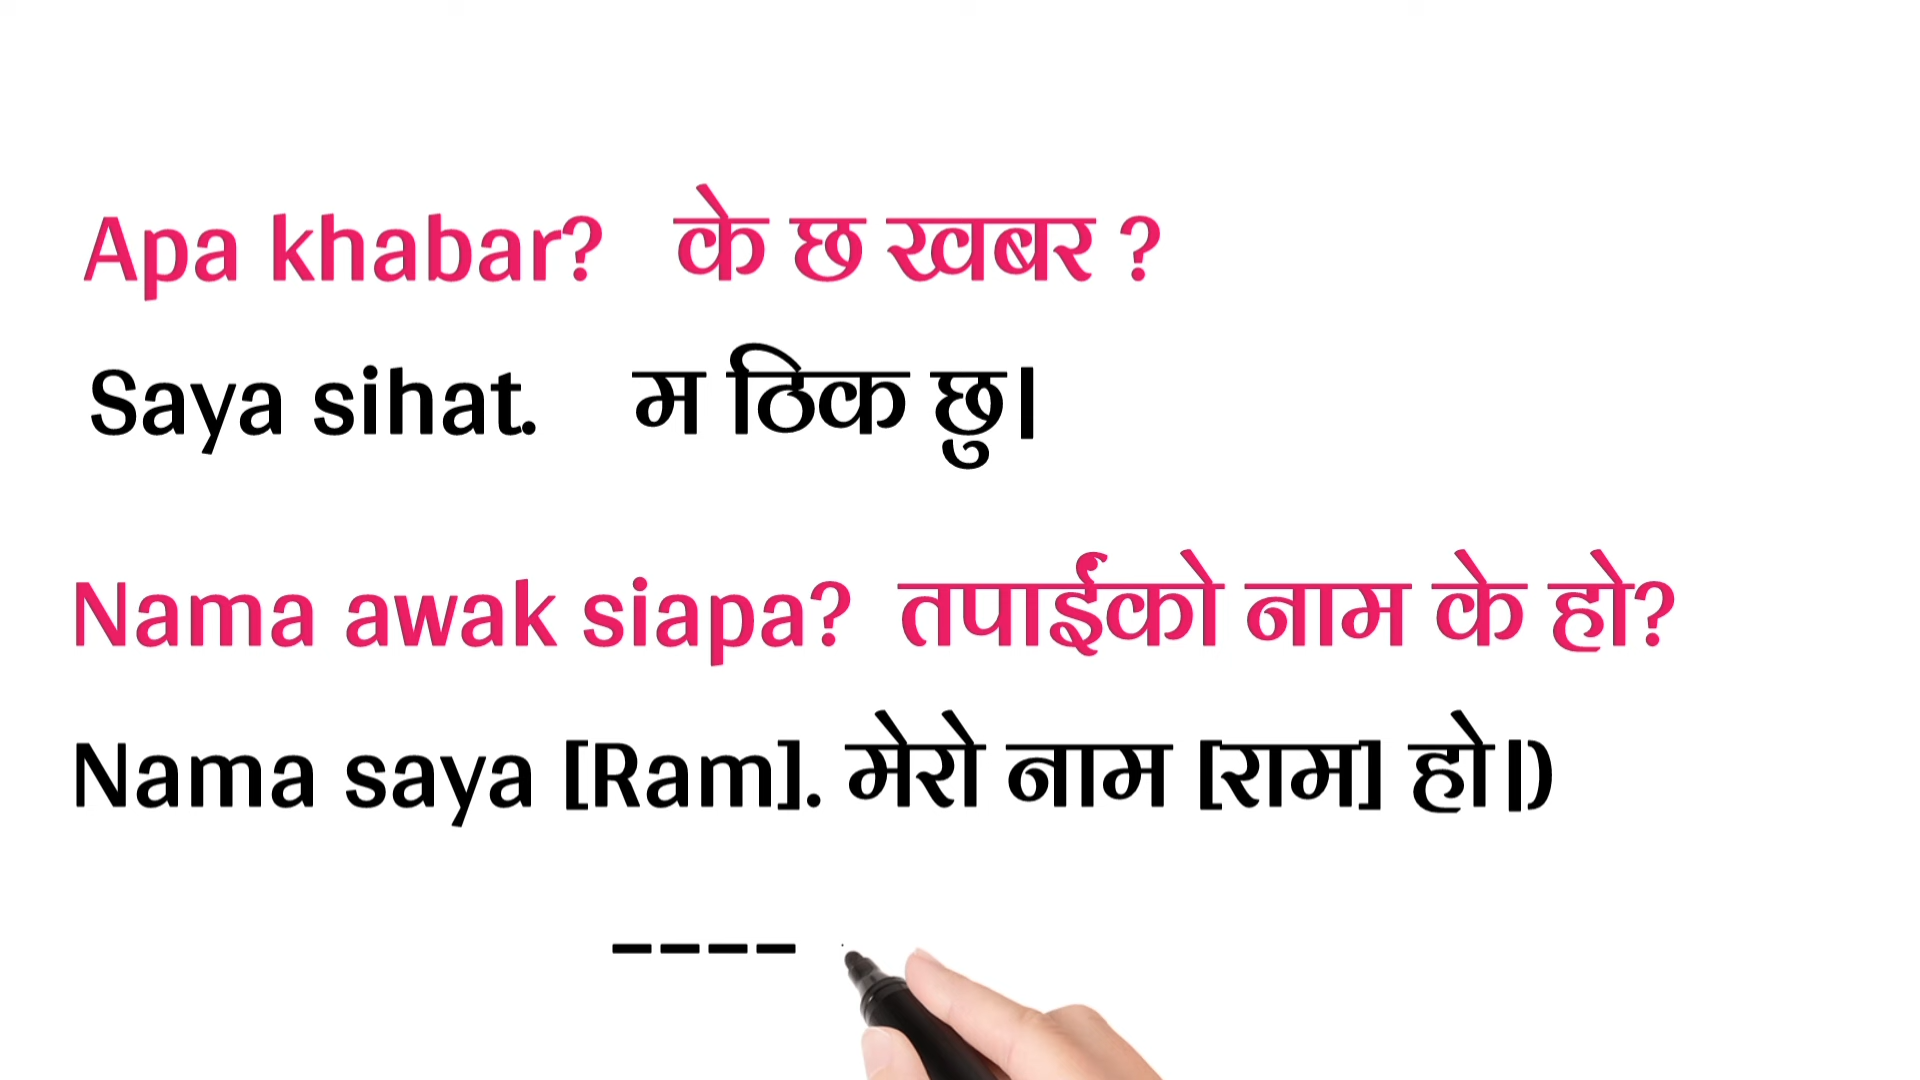 Apa khabar? के छ खबर ?
Saya sihat. म ठिक छु।
Nama awak siapa? तपाईंको नाम के हो?
Nama saya [Ram]. मेरो नाम [राम] हो।)
----